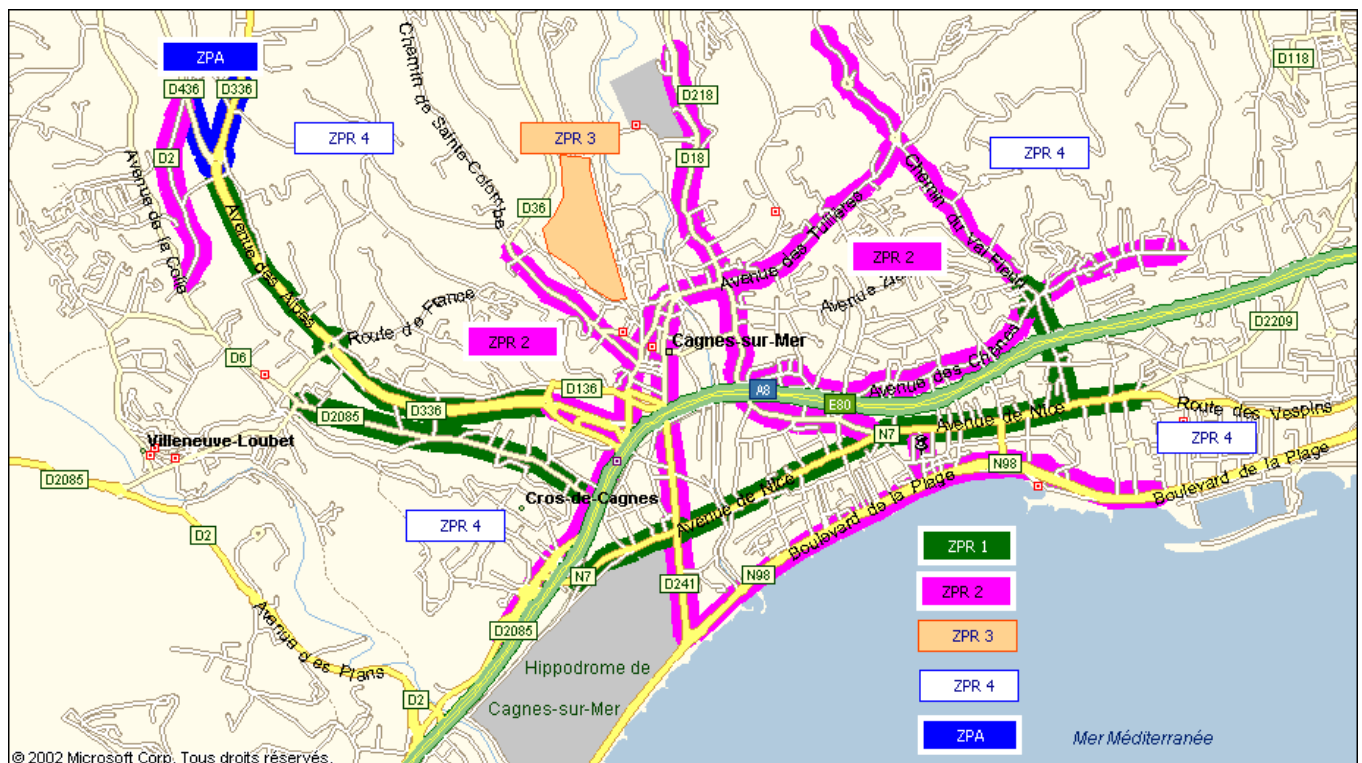 ZPA
D436
D336
D118
D218
ZPR 4
ZPR 3
ZPR 4
D2
D18
Chemin de Sainte-Colombe
Avenue de la Colle
D36
Avenue des Alpes
Avenue des Tullières
Chemin du Val Fleuri
ZPR 2
Route de France
D2209
ZPR 2
Cagnes-sur-Mer
D6
D136
A8
Avenue des Chênes
E80
D336
D2085
Avenue de Nice
Route des Vespins
N7
Villeneuve-Loubet
ZPR 4
N98
D2085
Cros-de-Cagnes
Avenue de Nice
Boulevard de la Plage
Boulevard de la Plage
ZPR 4
D2
ZPR 1
N7
D241
N98
ZPR 2
Avenue des Plans
D2085
ZPR 3
Hippodrome de
Cagnes-sur-Mer
ZPR 4
D2
ZPA
Mer Méditerranée
© 2002 Microsoft Corp. Tous droits réservés.